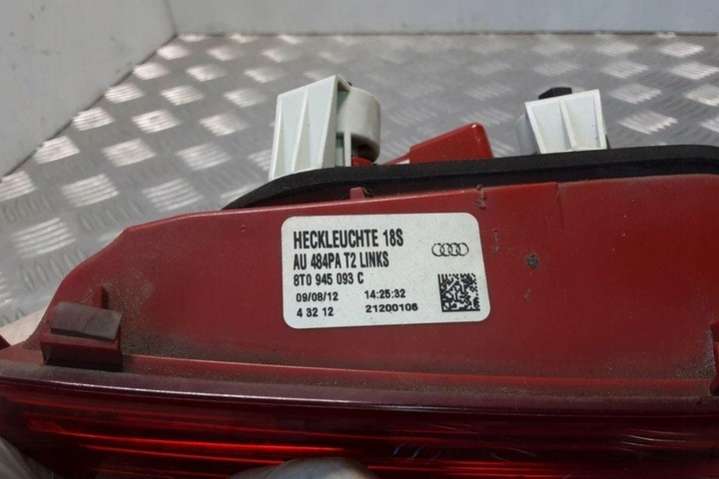 HECKLEUCHTE 18S
AU 484PA T2 LINKS
8T0 945 093 C
09/08/12 14:25:32
4 32 12 21200106